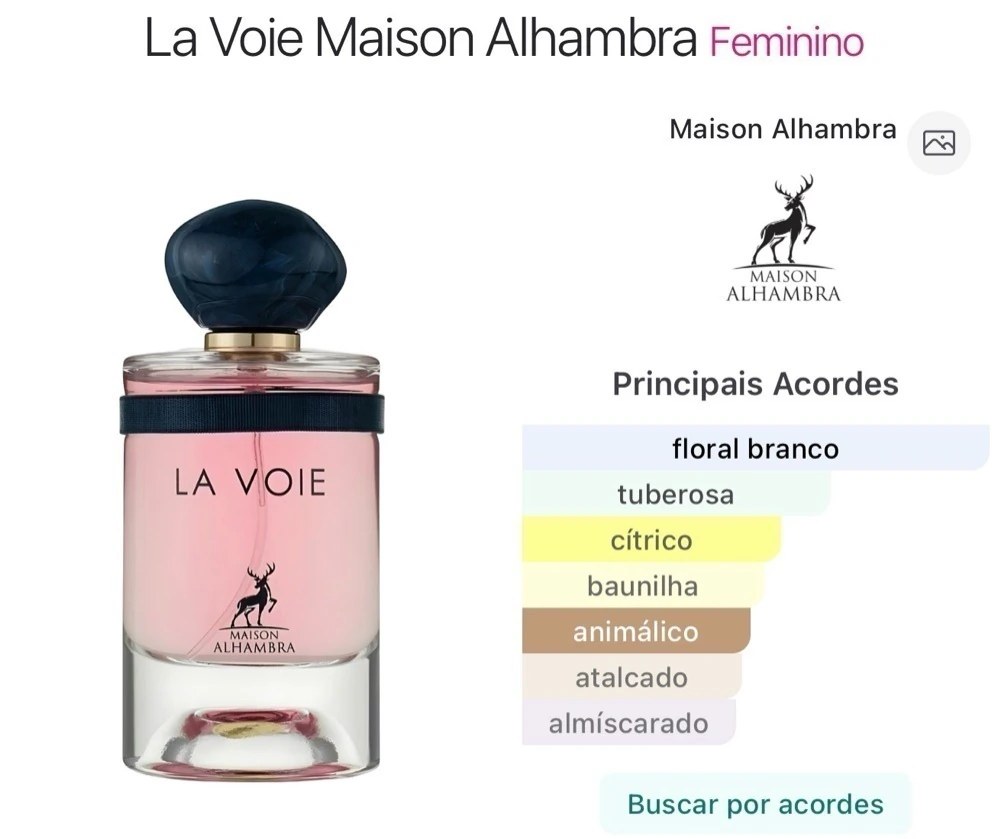 La Voie Maison Alhambra Feminino
Maison Alhambra
MAISON
ALHAMBRA
LA VOIE
MAISON
ALHAMBRA
Principais Acordes
floral branco
tuberosa
cítrico
baunilha
animálico
atalcado
almíscarado
Buscar por acordes